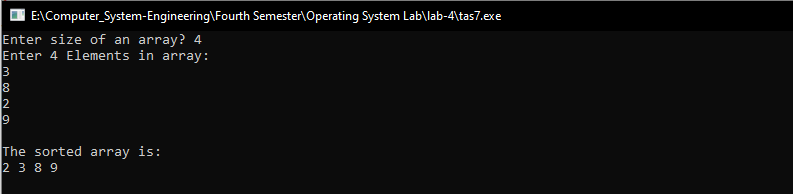 E:\Computer_System-Engineering\Fourth Semester\Operating System Lab\lab-4\tas7.exe
Enter size of an array? 4
Enter 4 Elements in array:
3
8
2
9
The sorted array is:
2 3 8 9